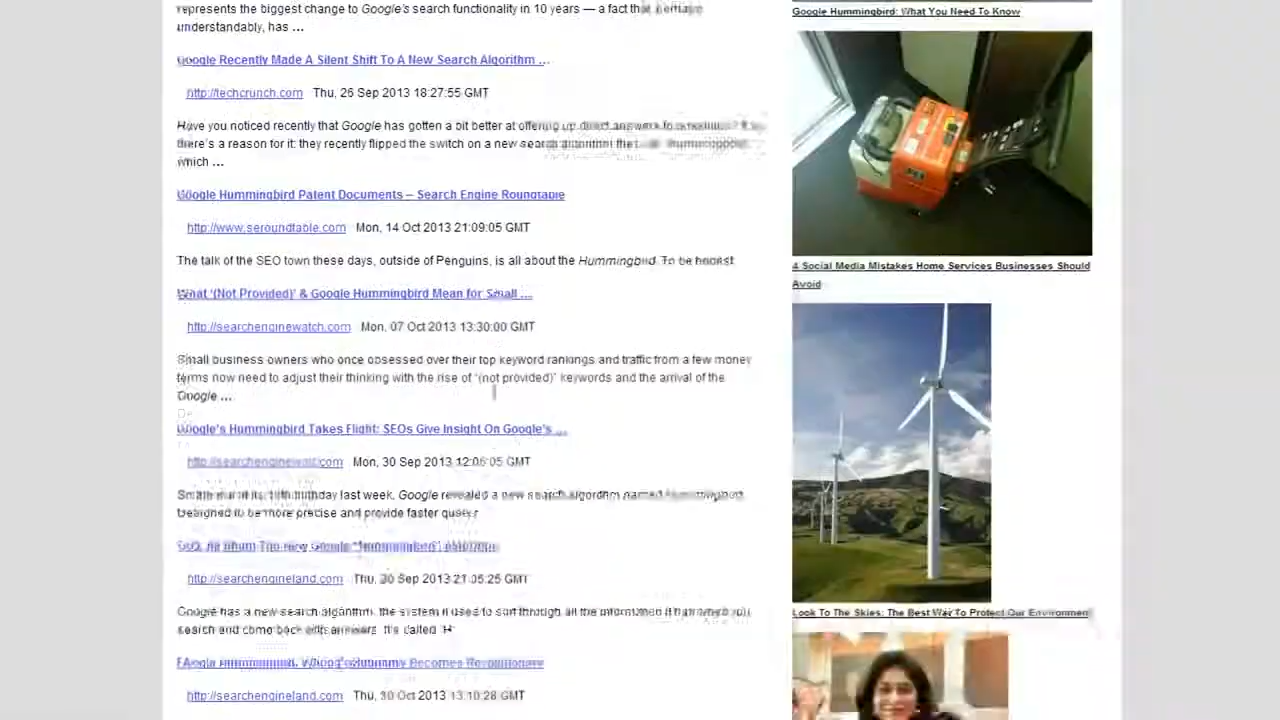 represents the biggest change to Google's search functionality in 10 years — a fact that perhaps
understandably, has ...
Google Recently Made A Silent Shift To A New Search Algorithm ...
http://techcrunch.com Thu, 26 Sep 2013 18:27:55 GMT
Have you noticed recently that Google has gotten a bit better at offering up direct answers to
there's a reason for it: they recently flipped the switch on a new search algorithm
which ...
Google Hummingbird Patent Documents – Search Engine Roundtable
http://www.seroundtable.com Mon, 14 Oct 2013 21:09:05 GMT
The talk of the SEO town these days, outside of Penguins, is all about the Hummingbird. To be honest
What '(Not Provided)' & Google Hummingbird Mean for Small ...
http://searchenginewatch.com Mon, 07 Oct 2013 13:30:00 GMT
Small business owners who once obsessed over their top keyword rankings and traffic from a few money
terms now need to adjust their thinking with the rise of "(not provided)" keywords and the arrival of the
Google ...
Google's Hummingbird Takes Flight: SEOs Give Insight On Google's ...
Mon, 30 Sep 2013 12:06:05 GMT
birthday last week, Google revealed a new search algorithm named
Designed to be more precise and provide faster
The New Google "Hummingbird"
http://searchengineland.com Thu, 21:05:25 GMT
Google has a new search algorithm, the system it uses to sort through all the information it has when you
search and come back with answers. It's called
Becomes
http://searchengineland.com Thu, 30 Oct 2013 13:10:28 GMT
Google Hummingbird: What You Need To Know
4 Social Media Mistakes Home Services Businesses Should
Avoid
Look To The Skies: The Best Way To Protect Our Environment